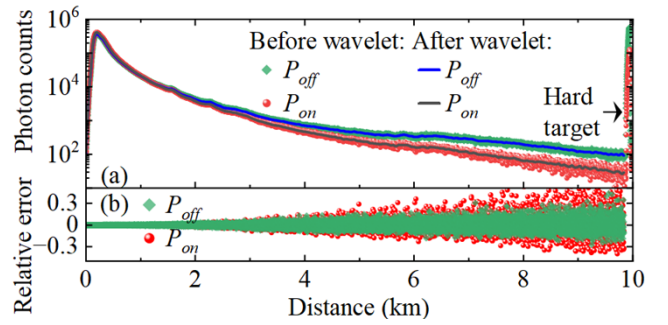 Photon counts
10⁶
10⁴
10²
Before wavelet: After wavelet:
P_off P_off
P_on P_on
Hard
target
(a)
Relative error
0.3
−0.3
(b)
P_off
P_on
0 2 4 6 8 10
Distance (km)